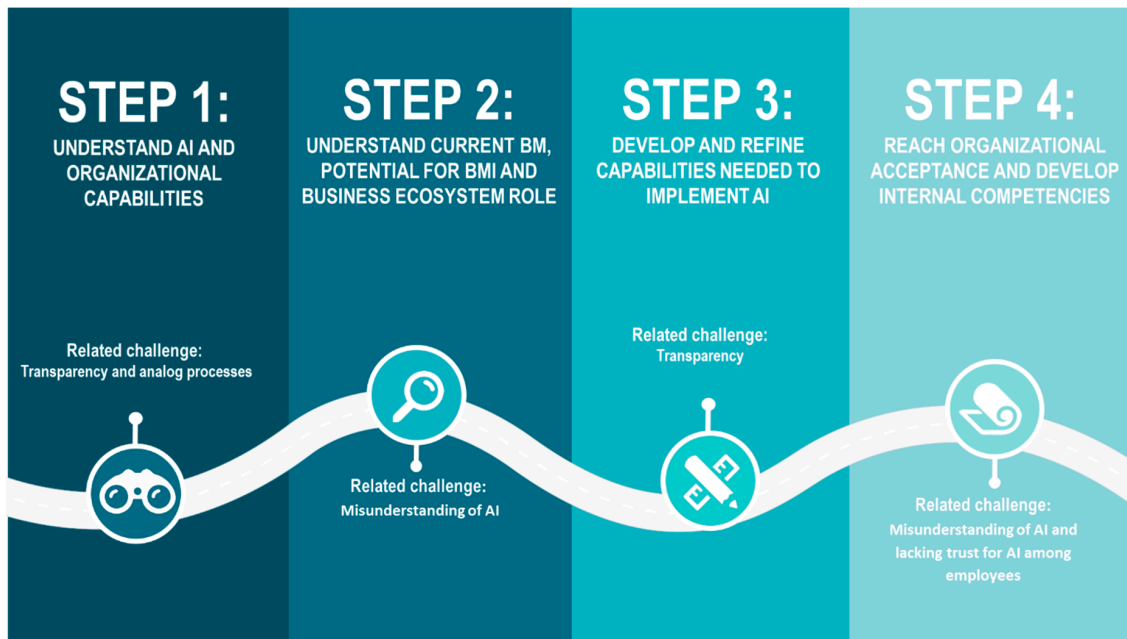 STEP 1:
UNDERSTAND AI AND
ORGANIZATIONAL
CAPABILITIES
Related challenge:
Transparency and analog processes
STEP 2:
UNDERSTAND CURRENT BM,
POTENTIAL FOR BMI AND
BUSINESS ECOSYSTEM ROLE
Related challenge:
Misunderstanding of AI
STEP 3:
DEVELOP AND REFINE
CAPABILITIES NEEDED TO
IMPLEMENT AI
Related challenge:
Transparency
STEP 4:
REACH ORGANIZATIONAL
ACCEPTANCE AND DEVELOP
INTERNAL COMPETENCIES
Related challenge:
Misunderstanding of AI and
lacking trust for AI among
employees